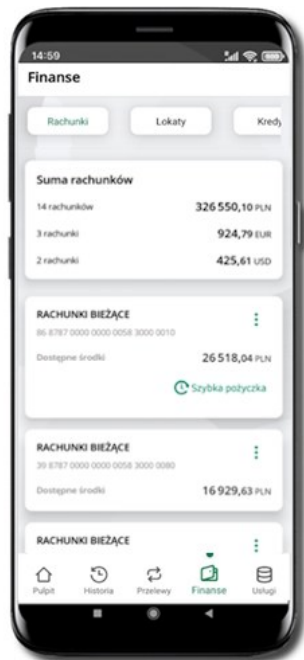 14:59
Finanse
Rachunki Lokaty Kredy
Suma rachunków
14 rachunków 326 550,10 PLN
3 rachunki 924,79 EUR
2 rachunki 425,61 USD
RACHUNKI BIEŻĄCE
86 8787 0000 0000 0058 3000 0010
Dostępne środki 26 518,04 PLN
Szybka pożyczka
RACHUNKI BIEŻĄCE
39 8787 0000 0000 0058 3000 0080
Dostępne środki 16 929,63 PLN
RACHUNKI BIEŻĄCE
Pulpit Historia Przelewy Finanse Usługi